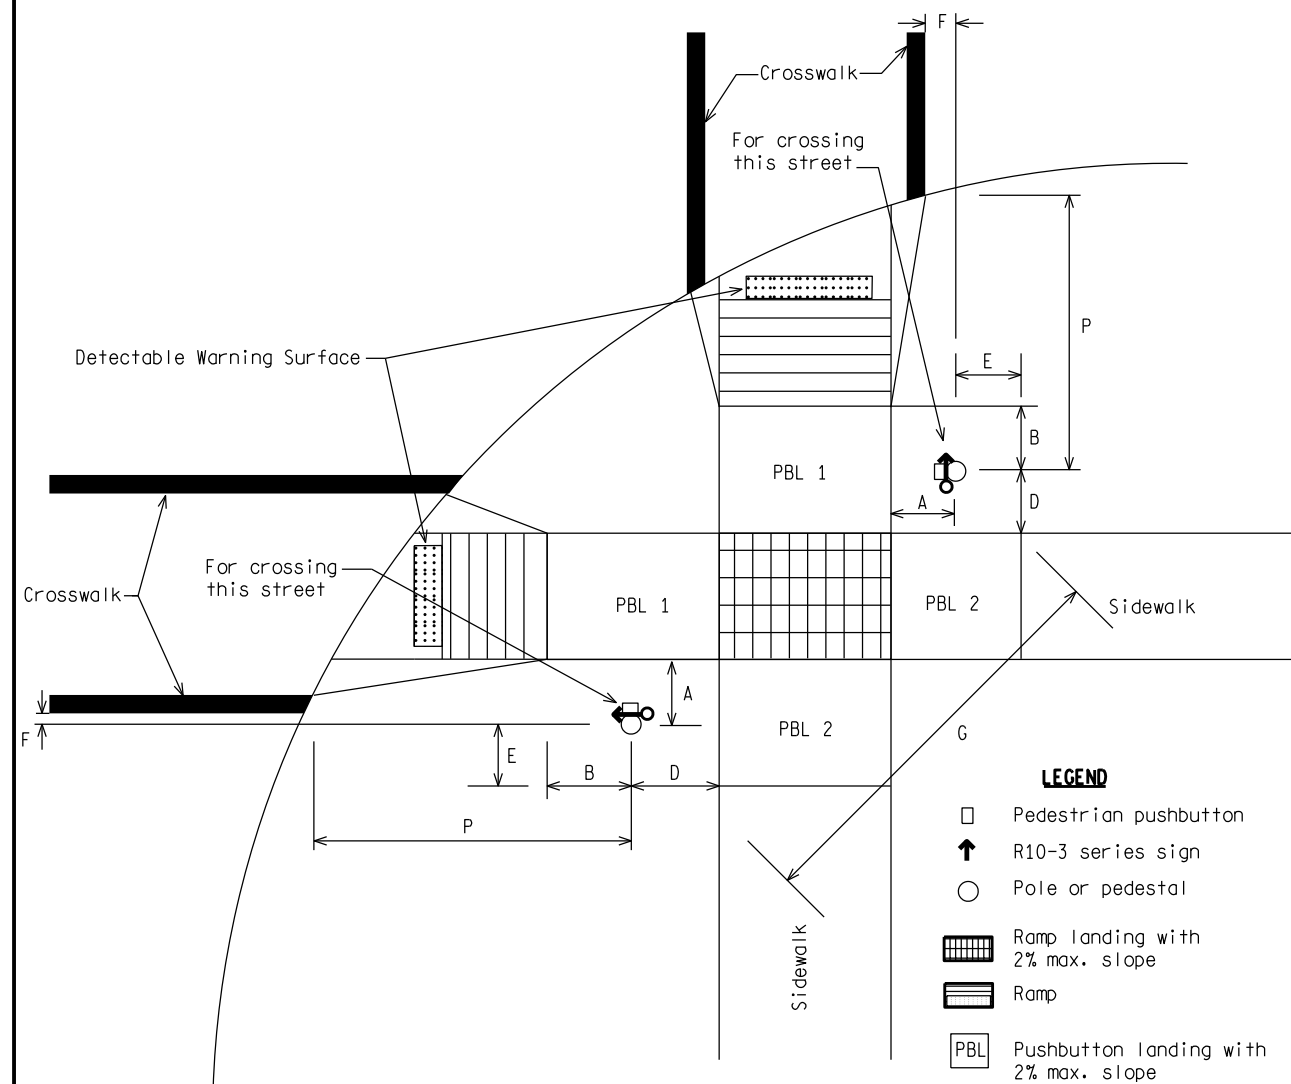 F
Crosswalk
For crossing
this street
P
Detectable Warning Surface
E
B
PBL 1
A
D
For crossing
this street
Crosswalk
PBL 1
PBL 2
Sidewalk
A
F
E
PBL 2
G
B
D
P
LEGEND
Pedestrian pushbutton
R10-3 series sign
Pole or pedestal
Sidewalk
Ramp landing with
2% max. slope
Ramp
PBL
Pushbutton landing with
2% max. slope